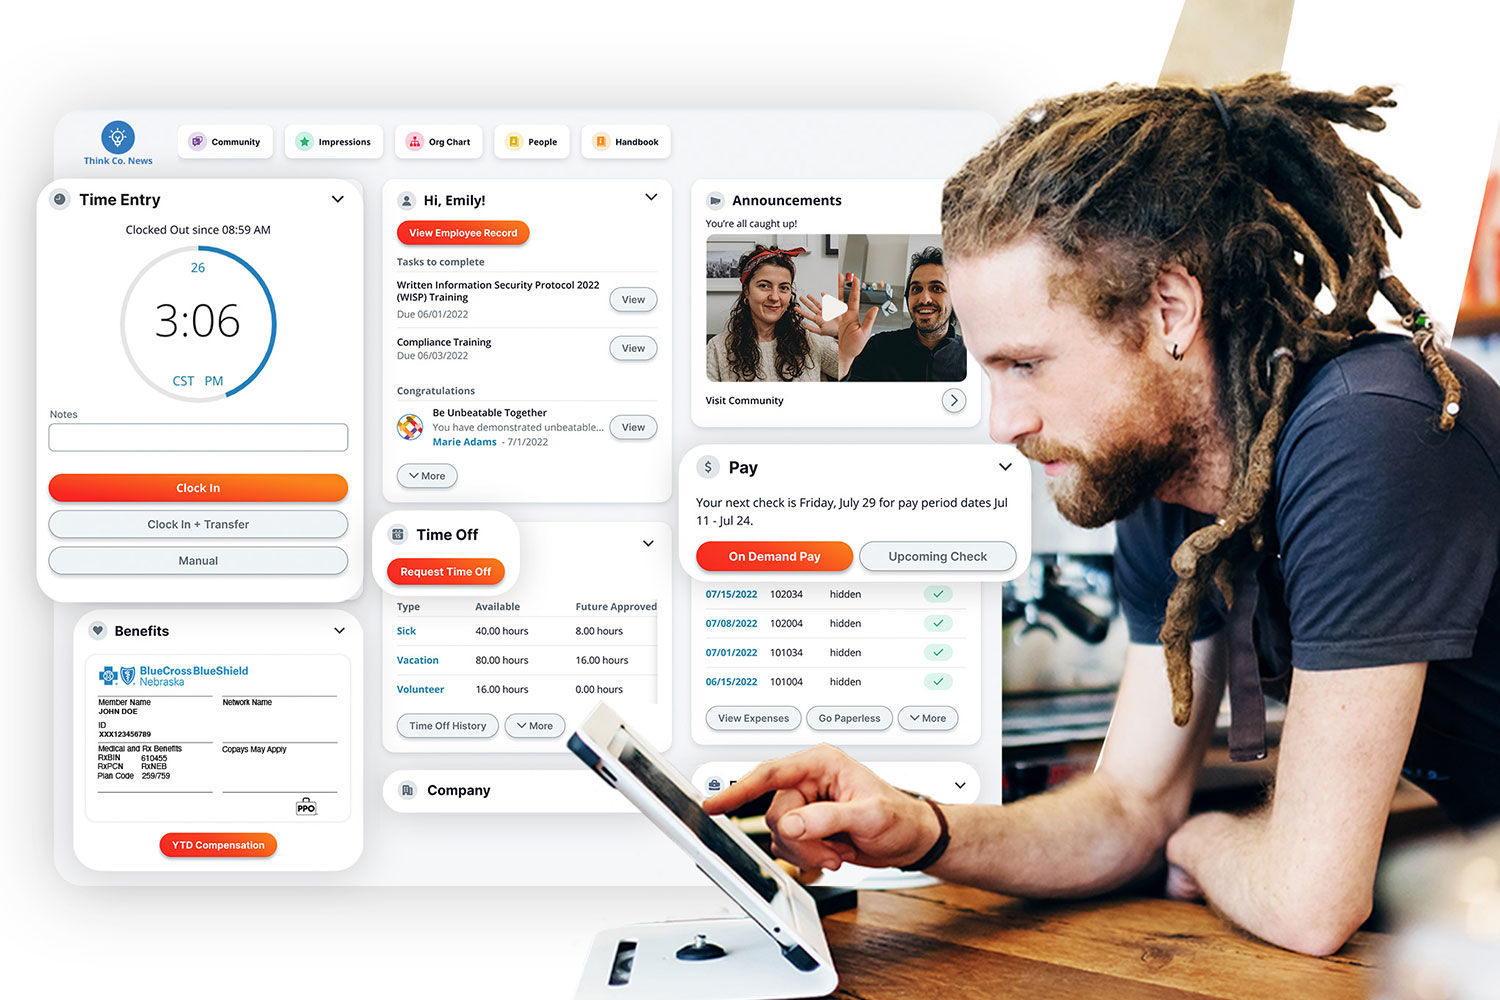 Think Co. News
Community
Impressions
Org Chart
People
Handbook
Time Entry
Clocked Out since 08:59 AM
26
3:06
CST PM
Notes
Clock In
Clock In + Transfer
Manual
Benefits
BlueCross BlueShield
Nebraska
Member Name
JOHN DOE
Network Name
ID
XXX123456789
Medical and Rx Benefits
Copays May Apply
RxBIN 610455
RxPCN RxNEB
Plan Code 259/759
PPO
YTD Compensation
Hi, Emily!
View Employee Record
Tasks to complete
Written Information Security Protocol 2022
(WISP) Training
Due 06/01/2022
View
Compliance Training
Due 06/03/2022
View
Congratulations
Be Unbeatable Together
You have demonstrated unbeatable...
Marie Adams - 7/1/2022
View
More
Time Off
Request Time Off
Type Available Future Approved
Sick 40.00 hours 8.00 hours
Vacation 80.00 hours 16.00 hours
Volunteer 16.00 hours 0.00 hours
Time Off History
More
Company
Announcements
You're all caught up!
Visit Community
$ Pay
Your next check is Friday, July 29 for pay period dates Jul
11 - Jul 24.
On Demand Pay
Upcoming Check
07/15/2022 102034 hidden
07/08/2022 102004 hidden
07/01/2022 101034 hidden
06/15/2022 101004 hidden
View Expenses
Go Paperless
More